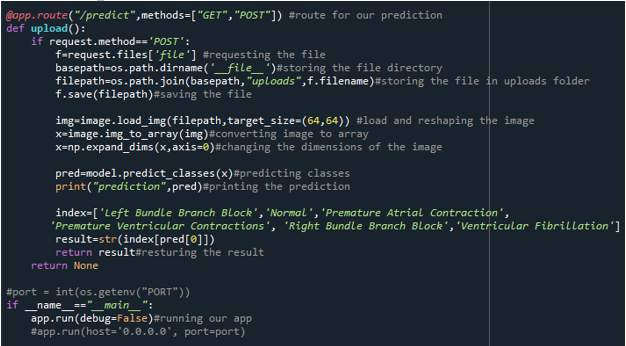 @app.route("/predict",methods=["GET","POST"]) #route for our prediction
def upload():
    if request.method=='POST':
        f=request.files['file'] #requesting the file
        basepath=os.path.dirname('__file__')#storing the file directory
        filepath=os.path.join(basepath,"uploads",f.filename)#storing the file in uploads folder
        f.save(filepath)#saving the file

        img=image.load_img(filepath,target_size=(64,64)) #load and reshaping the image
        x=image.img_to_array(img)#converting image to array
        x=np.expand_dims(x,axis=0)#changing the dimensions of the image

        pred=model.predict_classes(x)#predicting classes
        print("prediction",pred)#printing the prediction

        index=['Left Bundle Branch Block','Normal','Premature Atrial Contraction',
       'Premature Ventricular Contractions', 'Right Bundle Branch Block','Ventricular Fibrillation']
        result=str(index[pred[0]])
        return result#resturing the result
    return None

#port = int(os.getenv("PORT"))
if __name__=="__main__":
    app.run(debug=False)#running our app
    #app.run(host='0.0.0.0', port=port)